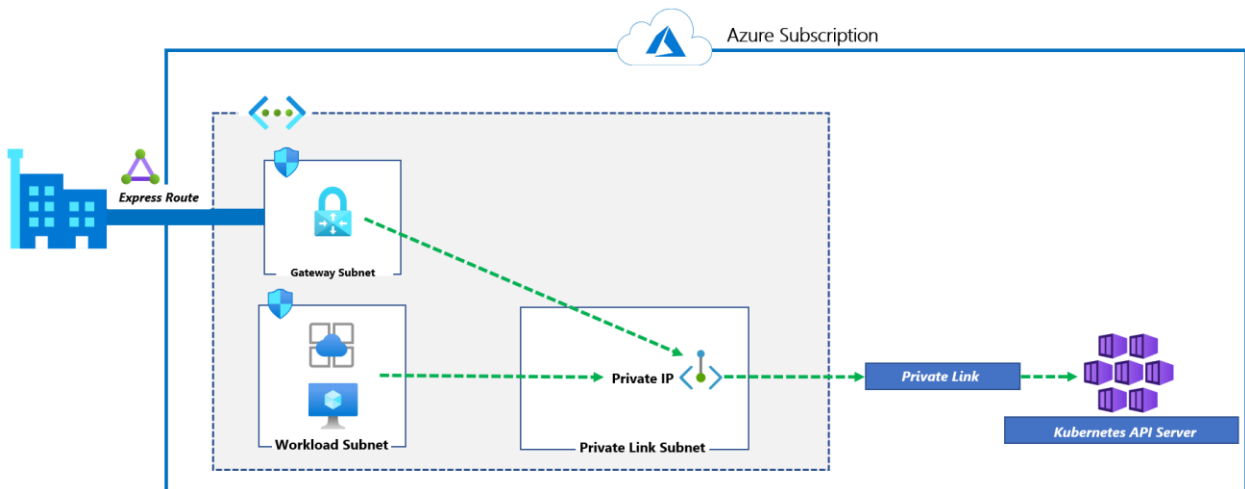 Azure Subscription
Express Route
Gateway Subnet
Private IP
Private Link
Workload Subnet
Private Link Subnet
Kubernetes API Server